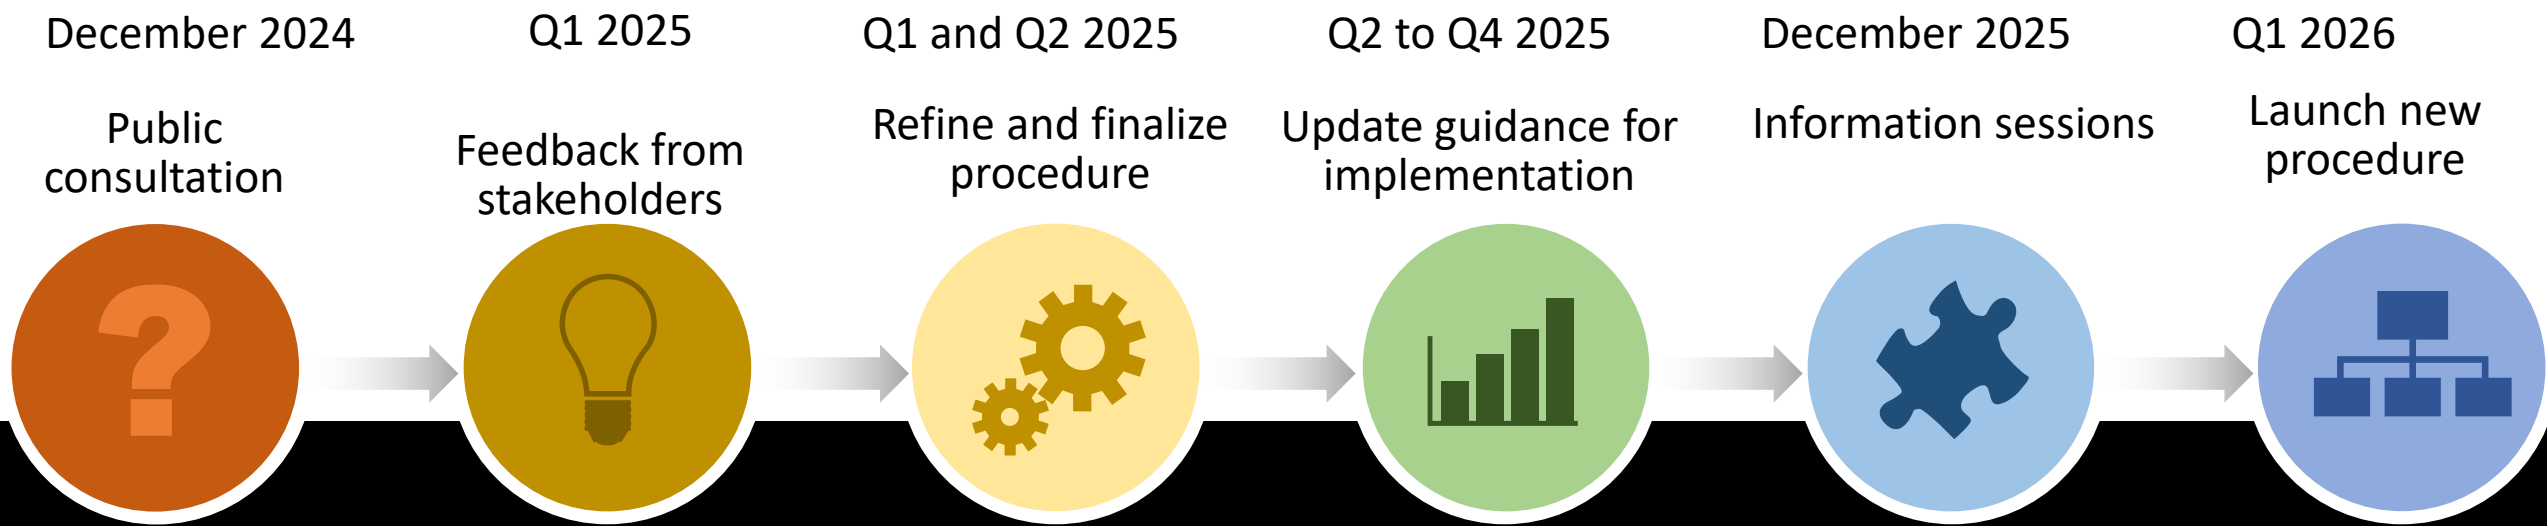 December 2024
Public
consultation
Q1 2025
Feedback from
stakeholders
Q1 and Q2 2025
Refine and finalize
procedure
Q2 to Q4 2025
Update guidance for
implementation
December 2025
Information sessions
Q1 2026
Launch new
procedure
?